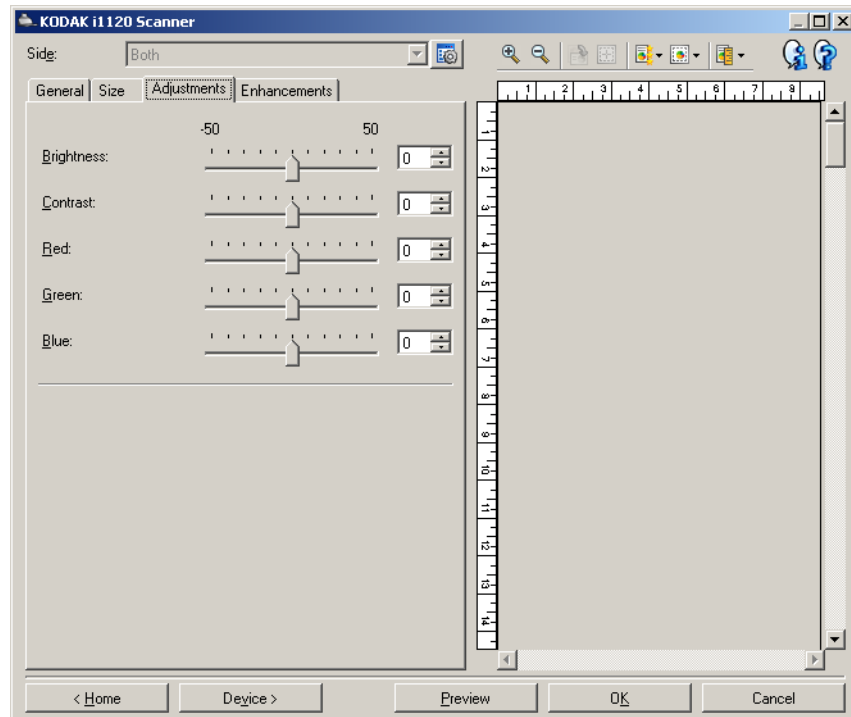 KODAK i1120 Scanner
Side: Both
General Size Adjustments Enhancements
-50 50
Brightness: 0
Contrast: 0
Red: 0
Green: 0
Blue: 0
1 2 3 4 5 6 7 8
1
2
3
4
5
6
7
8
9
10
11
12
13
14
< Home Device > Preview OK Cancel